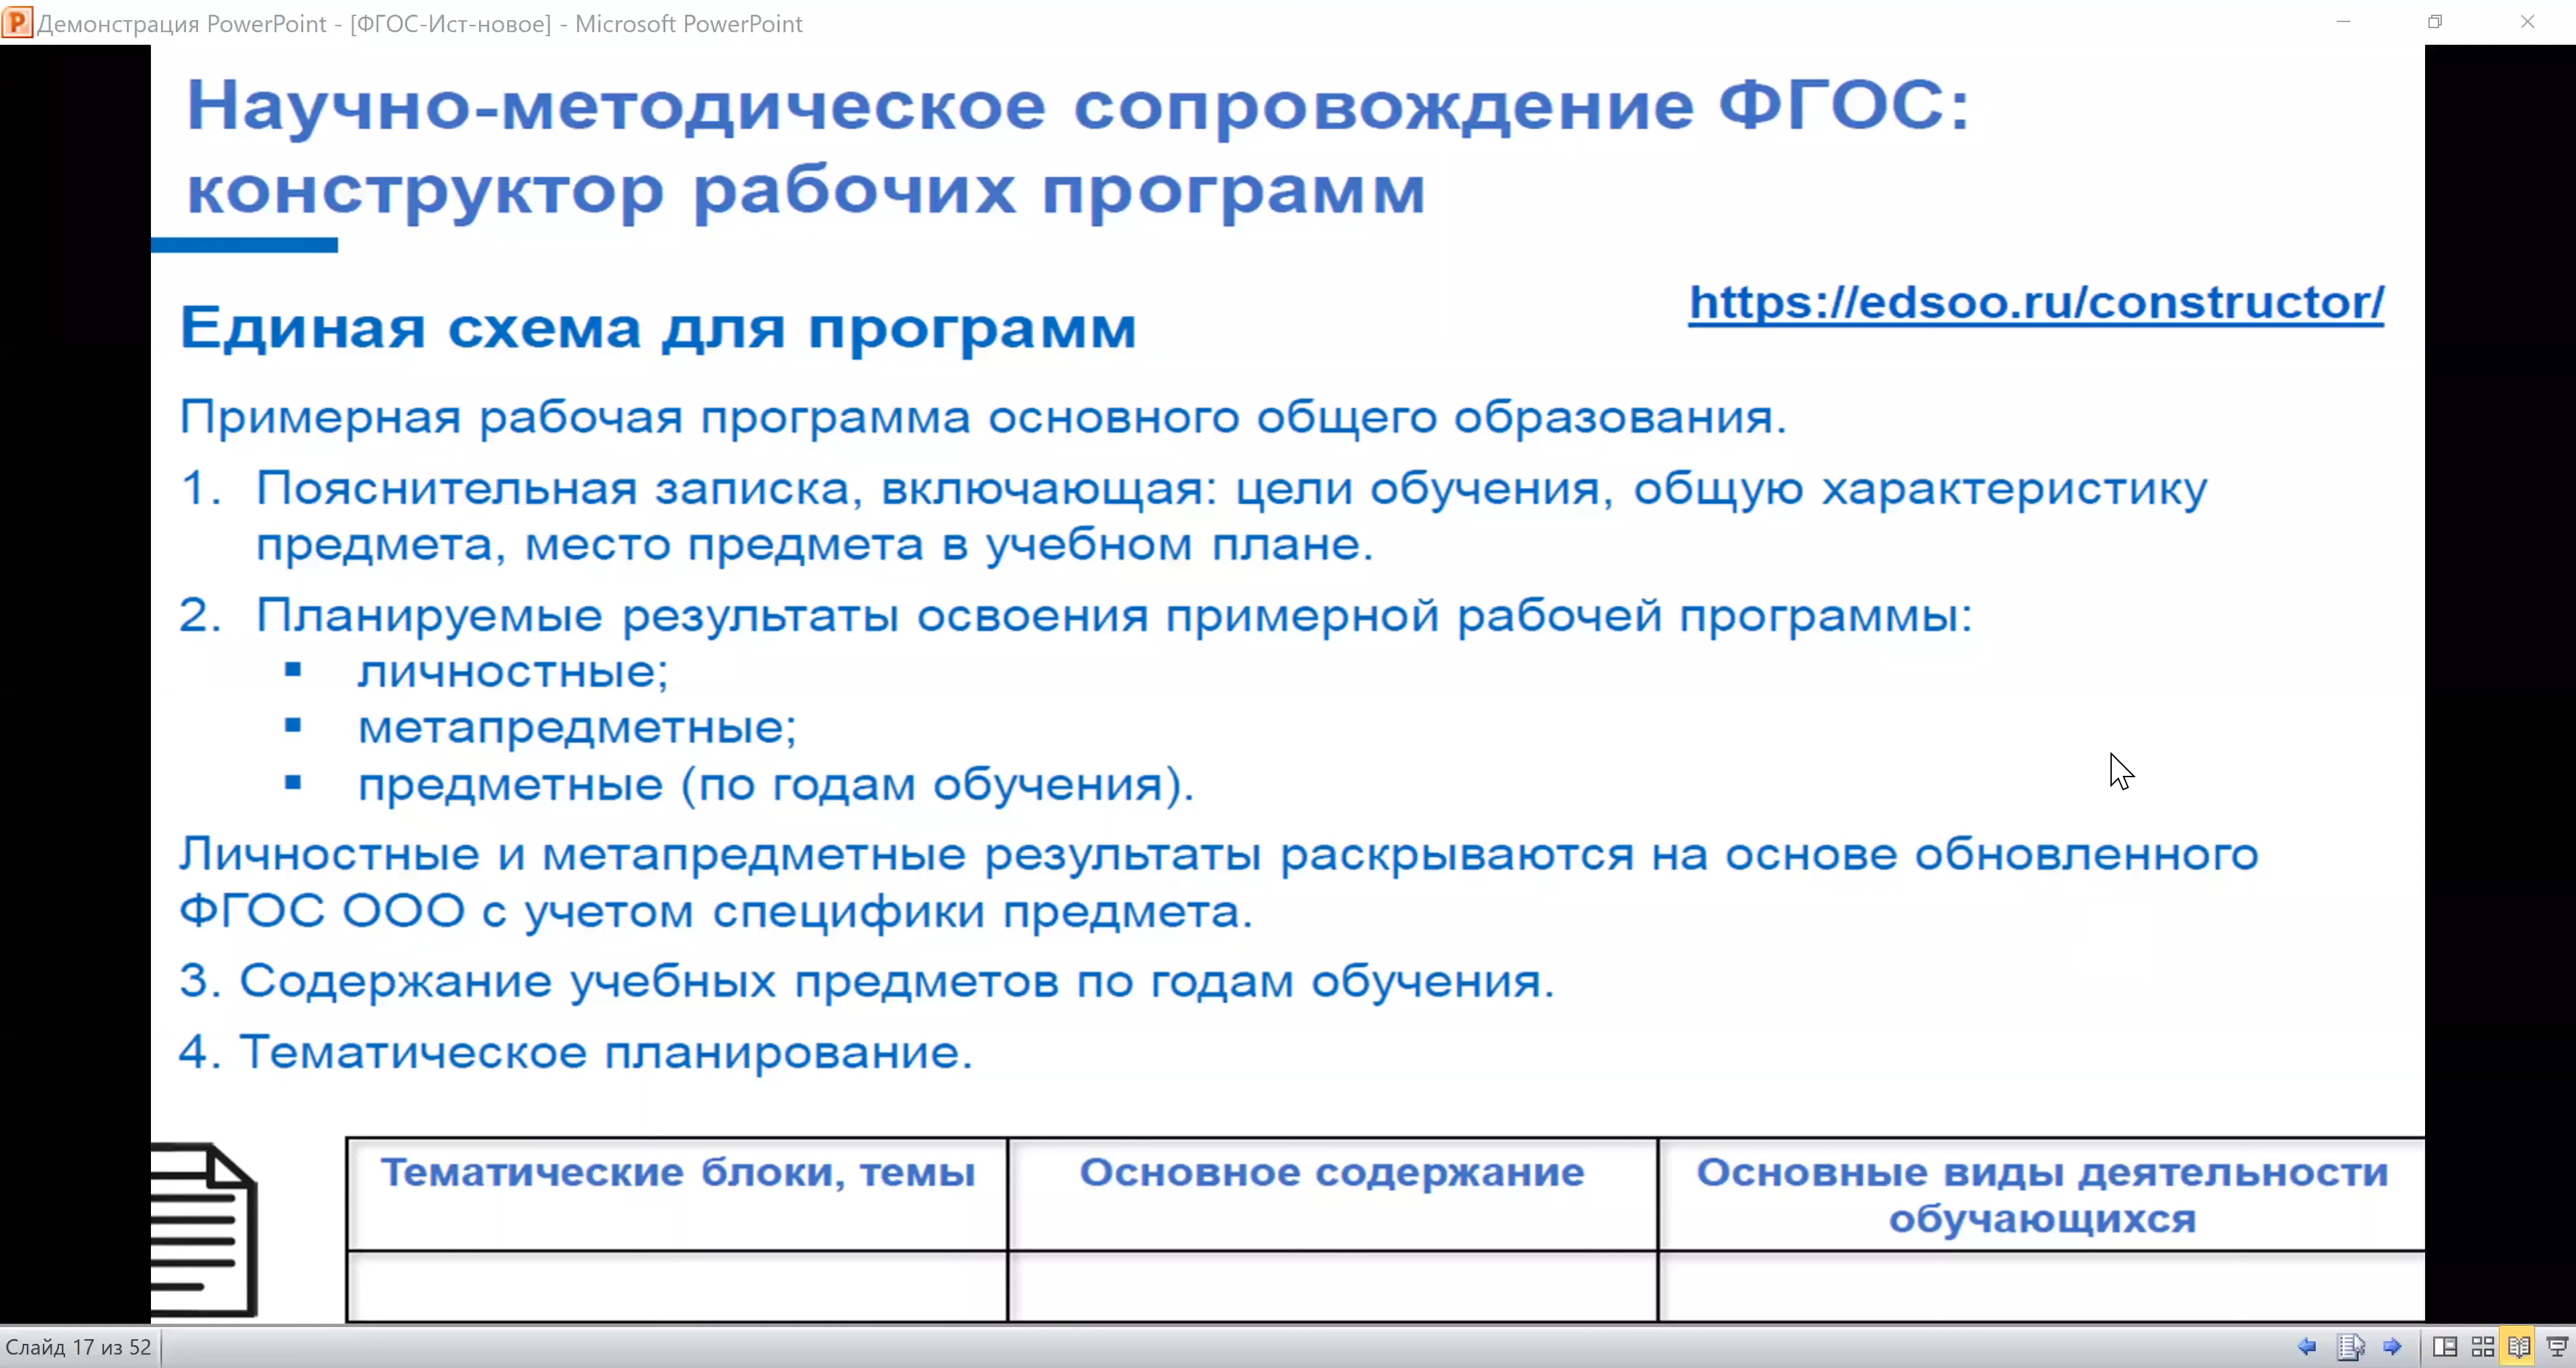 Демонстрация PowerPoint - [ФГОС-Ист-новое] - Microsoft PowerPoint
Научно-методическое сопровождение ФГОС:
конструктор рабочих программ
https://edsoo.ru/constructor/
Единая схема для программ
Примерная рабочая программа основного общего образования.
1. Пояснительная записка, включающая: цели обучения, общую характеристику
предмета, место предмета в учебном плане.
2. Планируемые результаты освоения примерной рабочей программы:
▪ личностные;
▪ метапредметные;
▪ предметные (по годам обучения).
Личностные и метапредметные результаты раскрываются на основе обновленного
ФГОС ООО с учетом специфики предмета.
3. Содержание учебных предметов по годам обучения.
4. Тематическое планирование.
Тематические блоки, темы
Основное содержание
Основные виды деятельности
обучающихся
Слайд 17 из 52